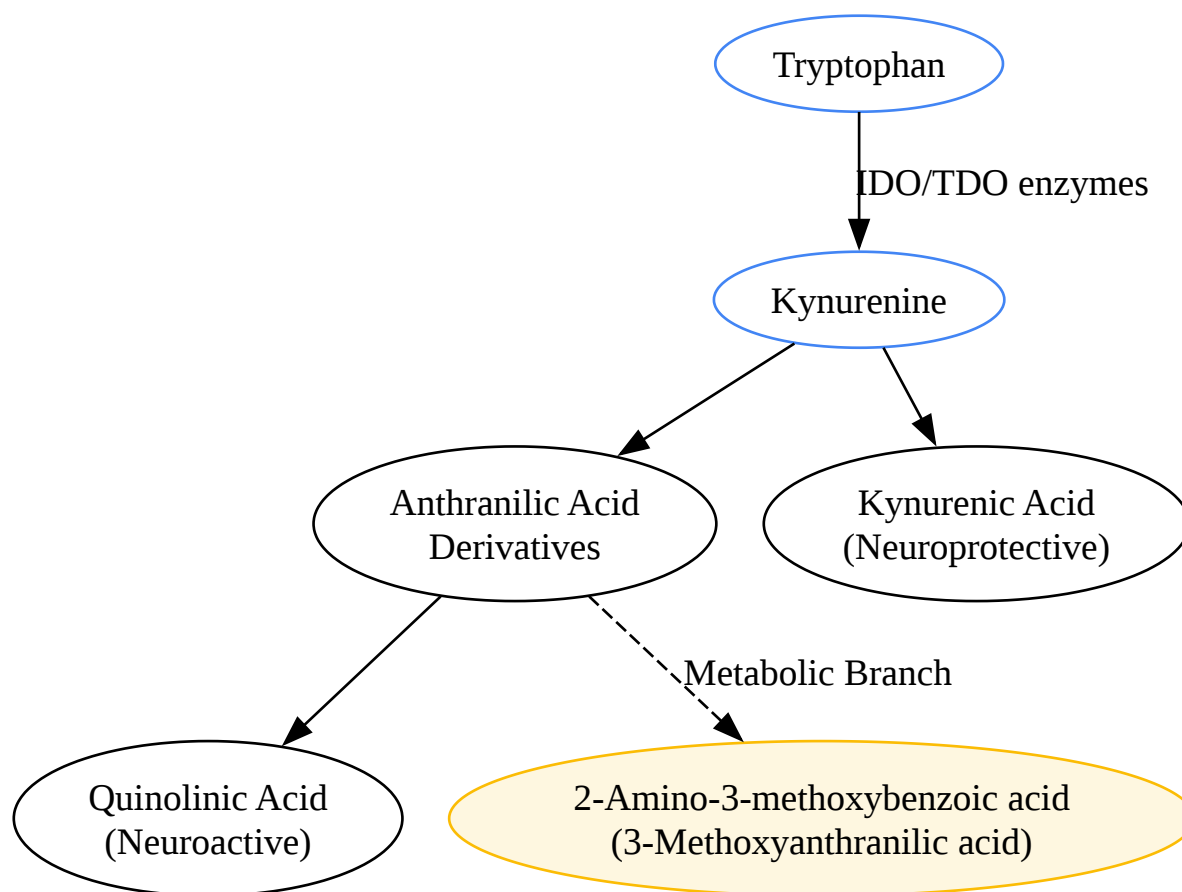 Tryptophan
IDO/TDO enzymes
Kynurenine
Anthranilic Acid
Derivatives
Kynurenic Acid
(Neuroprotective)
Metabolic Branch
Quinolinic Acid
(Neuroactive)
2-Amino-3-methoxybenzoic acid
(3-Methoxyanthranilic acid)